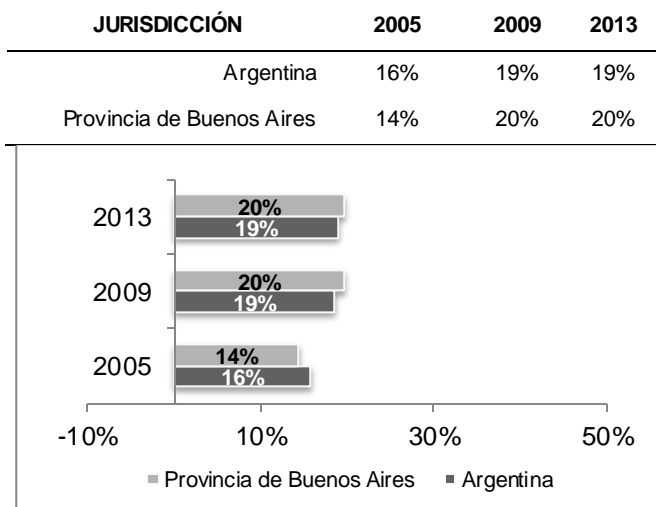 JURISDICCIÓN 2005 2009 2013
Argentina 16% 19% 19%
Provincia de Buenos Aires 14% 20% 20%
2013 20%
19%
2009 20%
19%
2005 14%
16%
-10% 10% 30% 50%
Provincia de Buenos Aires Argentina